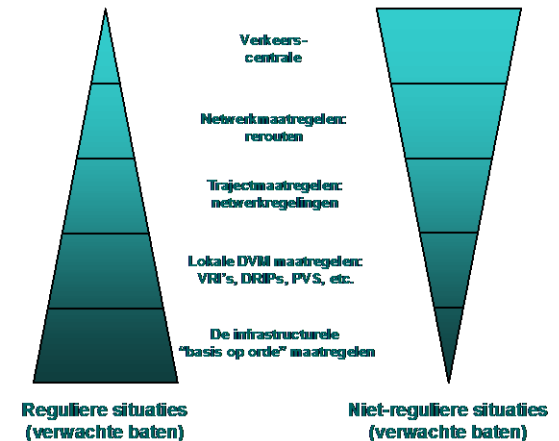 Verkeers-
centrale
Netwerkmaatregelen:
rerouten
Trajectmaatregelen:
netwerkregelingen
Lokale DVM maatregelen:
VRI's, DRIPs, PVS, etc.
De infrastructurele
"basis op orde" maatregelen
Reguliere situaties
(verwachte baten)
Niet-reguliere situaties
(verwachte baten)